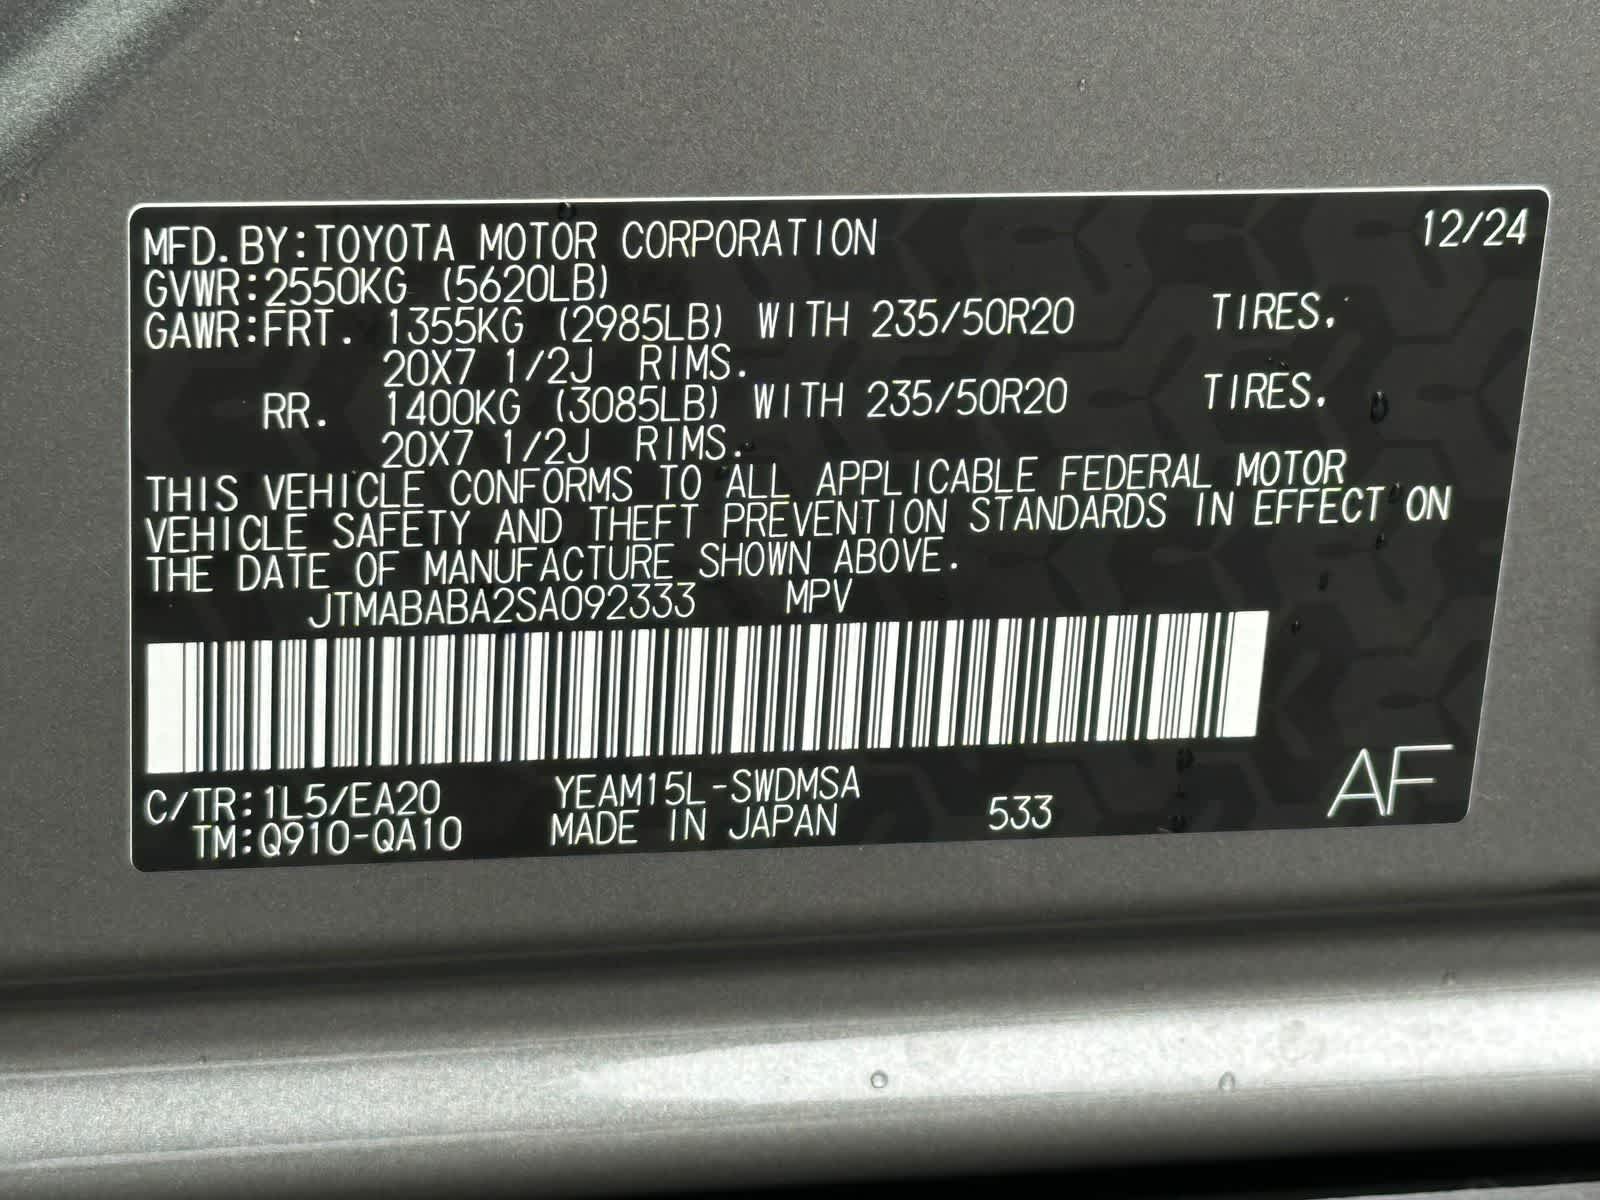 MFD.BY:TOYOTA MOTOR CORPORATION 12/24
GVWR:2550KG (5620LB)
GAWR:FRT. 1355KG (2985LB) WITH 235/50R20 TIRES.
20X7 1/2J RIMS.
RR. 1400KG (3085LB) WITH 235/50R20 TIRES.
20X7 1/2J RIMS.
THIS VEHICLE CONFORMS TO ALL APPLICABLE FEDERAL MOTOR
VEHICLE SAFETY AND THEFT PREVENTION STANDARDS IN EFFECT ON
THE DATE OF MANUFACTURE SHOWN ABOVE.
JTMABABA2SA092333 MPV
C/TR:1L5/EA20 YEAM15L-SWDMSA
TM:Q910-QA10 MADE IN JAPAN 533 AF